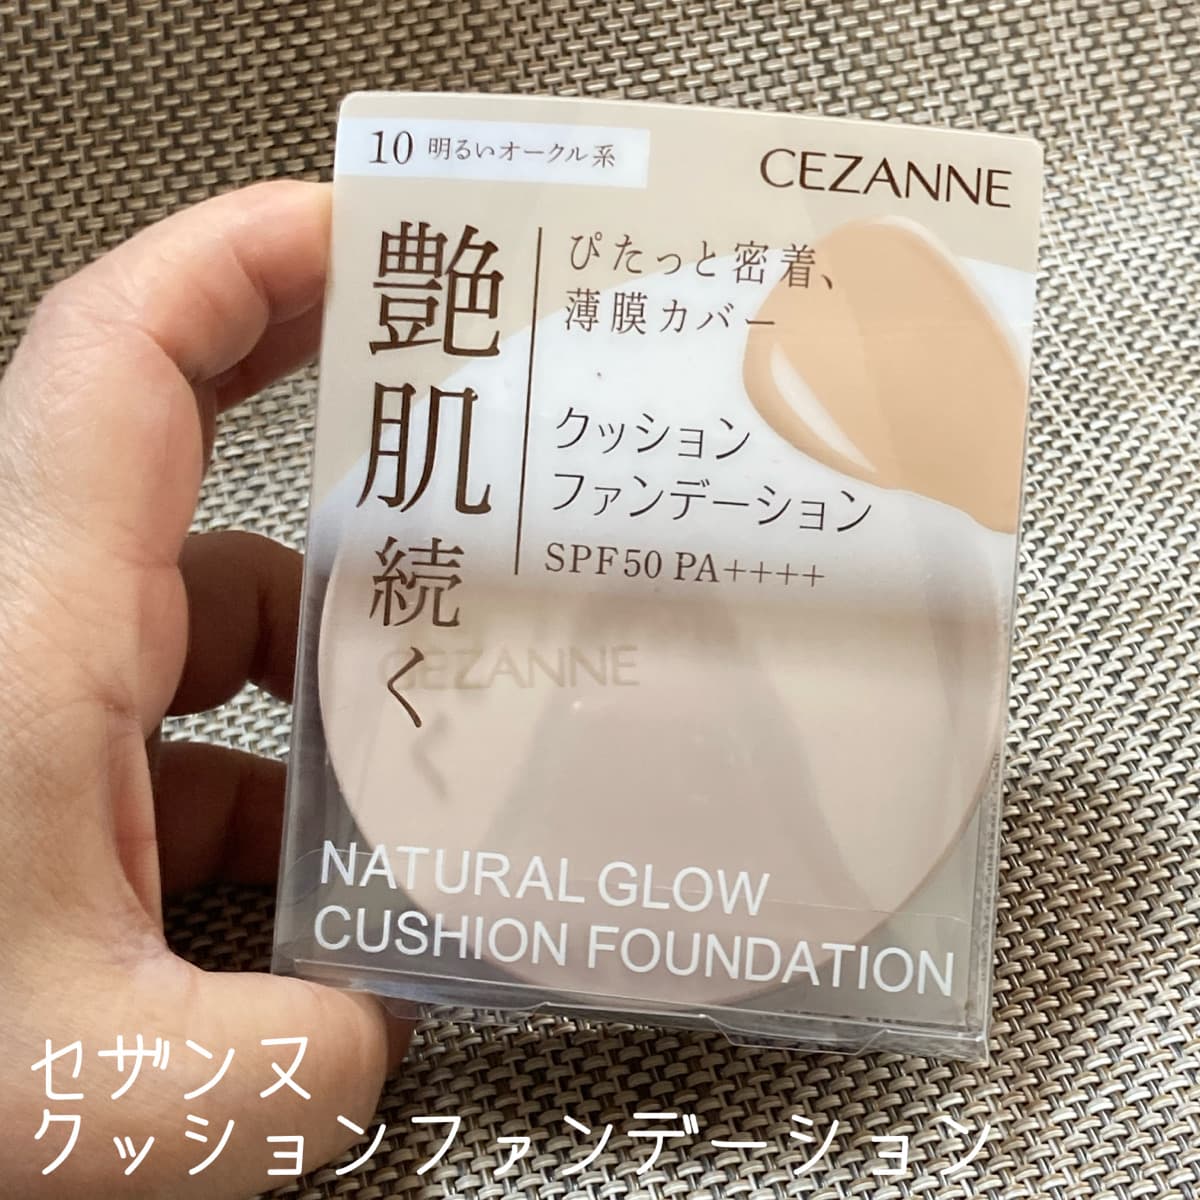 10 明るいオークル系
CEZANNE
艶肌続く
ぴたっと密着、
薄膜カバー
クッション
ファンデーション
SPF50 PA++++
CEZANNE
NATURAL GLOW
CUSHION FOUNDATION
セザンヌ
クッションファンデーション